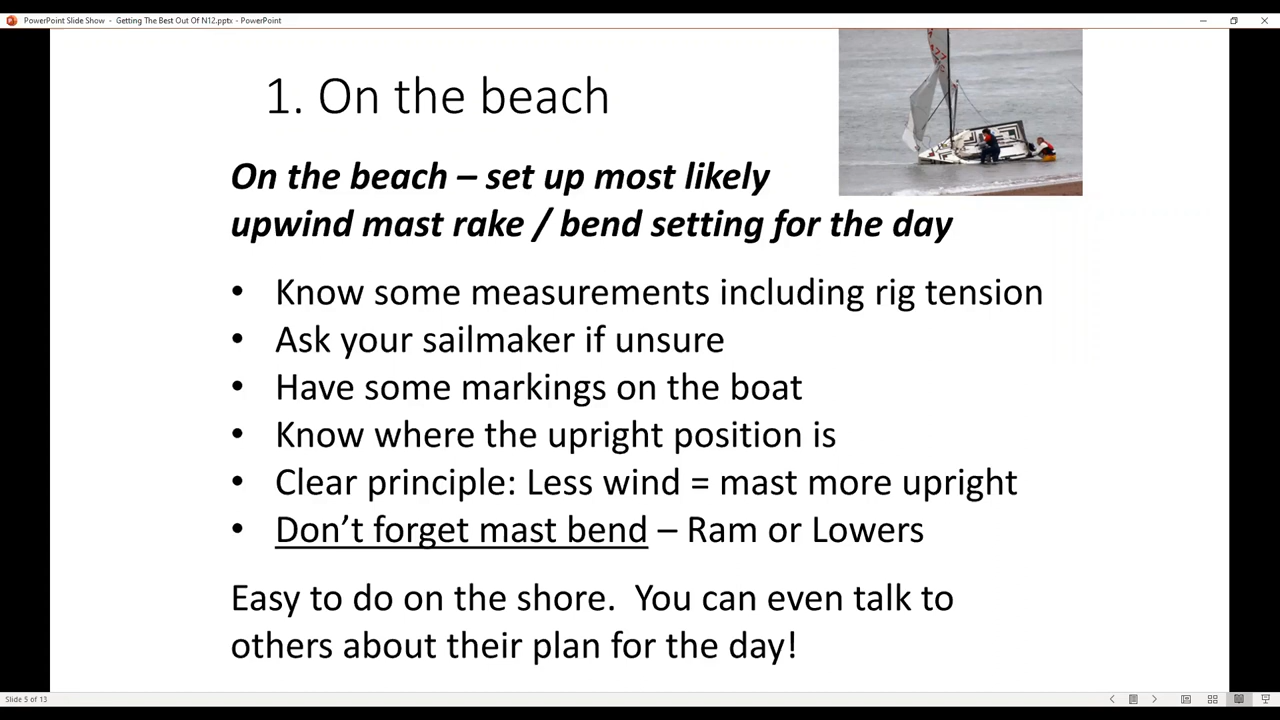 PowerPoint Slide Show - Getting The Best Out Of N12.pptx - PowerPoint
1. On the beach
On the beach – set up most likely
upwind mast rake / bend setting for the day
• Know some measurements including rig tension
• Ask your sailmaker if unsure
• Have some markings on the boat
• Know where the upright position is
• Clear principle: Less wind = mast more upright
• Don’t forget mast bend – Ram or Lowers
Easy to do on the shore.  You can even talk to
others about their plan for the day!
Slide 5 of 13